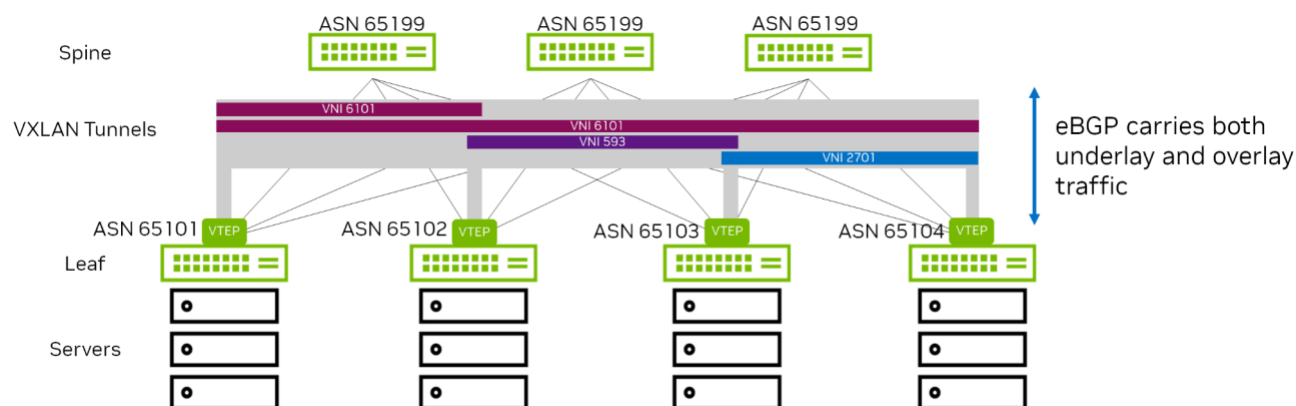 ASN 65199
ASN 65199
ASN 65199
Spine
VNI 6101
VXLAN Tunnels
VNI 6101
VNI 593
VNI 2701
eBGP carries both
underlay and overlay
traffic
ASN 65101
VTEP
ASN 65102
VTEP
ASN 65103
VTEP
ASN 65104
VTEP
Leaf
Servers